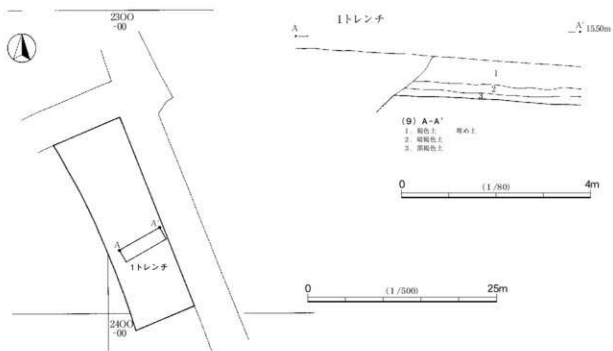 2300
-00
1トレンチ
A
A'
15.50m
1
2
3
(9) A-A'
1. 褐色土 埋め土
2. 暗褐色土
3. 黒褐色土
0 (1/80) 4m
A
A'
1トレンチ
0 (1/500) 25m
2400
-00